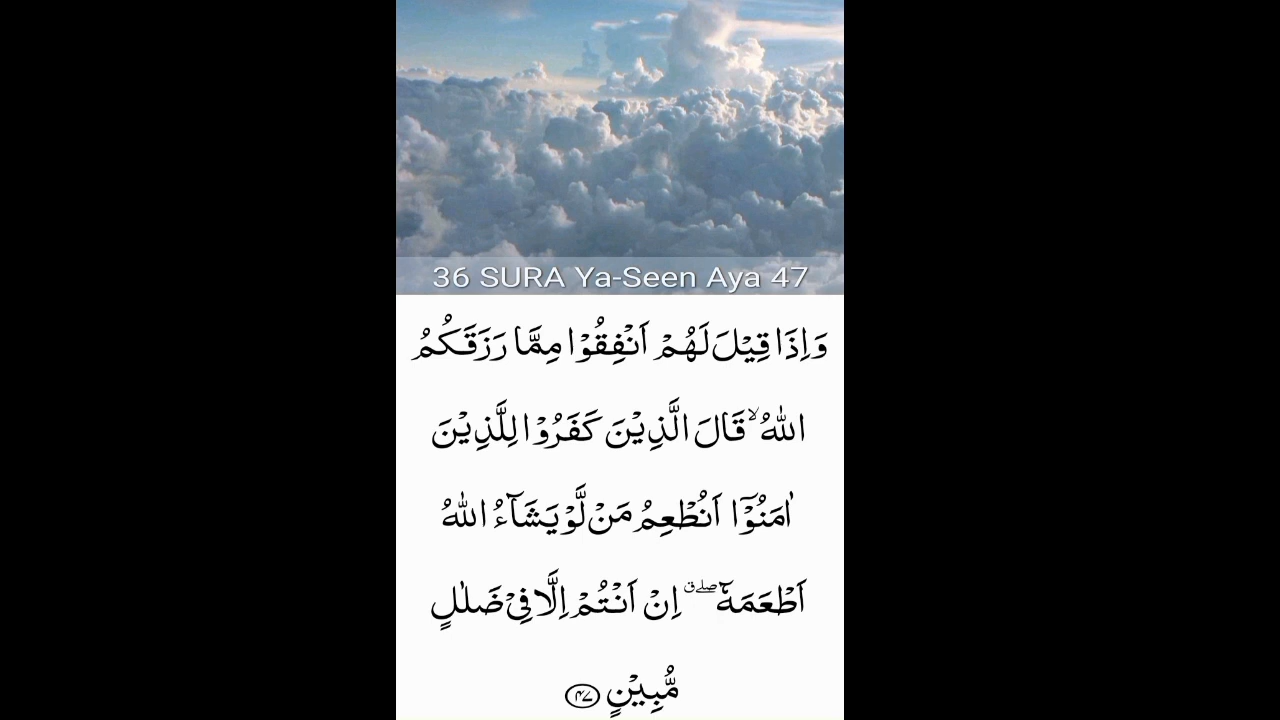 36 SURA Ya-Seen Aya 47
وَاِذَا قِيْلَ لَهُمْ اَنْفِقُوْا مِمَّا رَزَقَكُمُ
اللّٰهُ ۙ قَالَ الَّذِيْنَ كَفَرُوْا لِلَّذِيْنَ
اٰمَنُوْۤا اَنُطْعِمُ مَنْ لَّوْ يَشَآءُ اللّٰهُ
اَطْعَمَهٗۤ ۖق اِنْ اَنْتُمْ اِلَّا فِىْ ضَلٰلٍ
مُّبِيْنٍ ﴿۴۷﴾